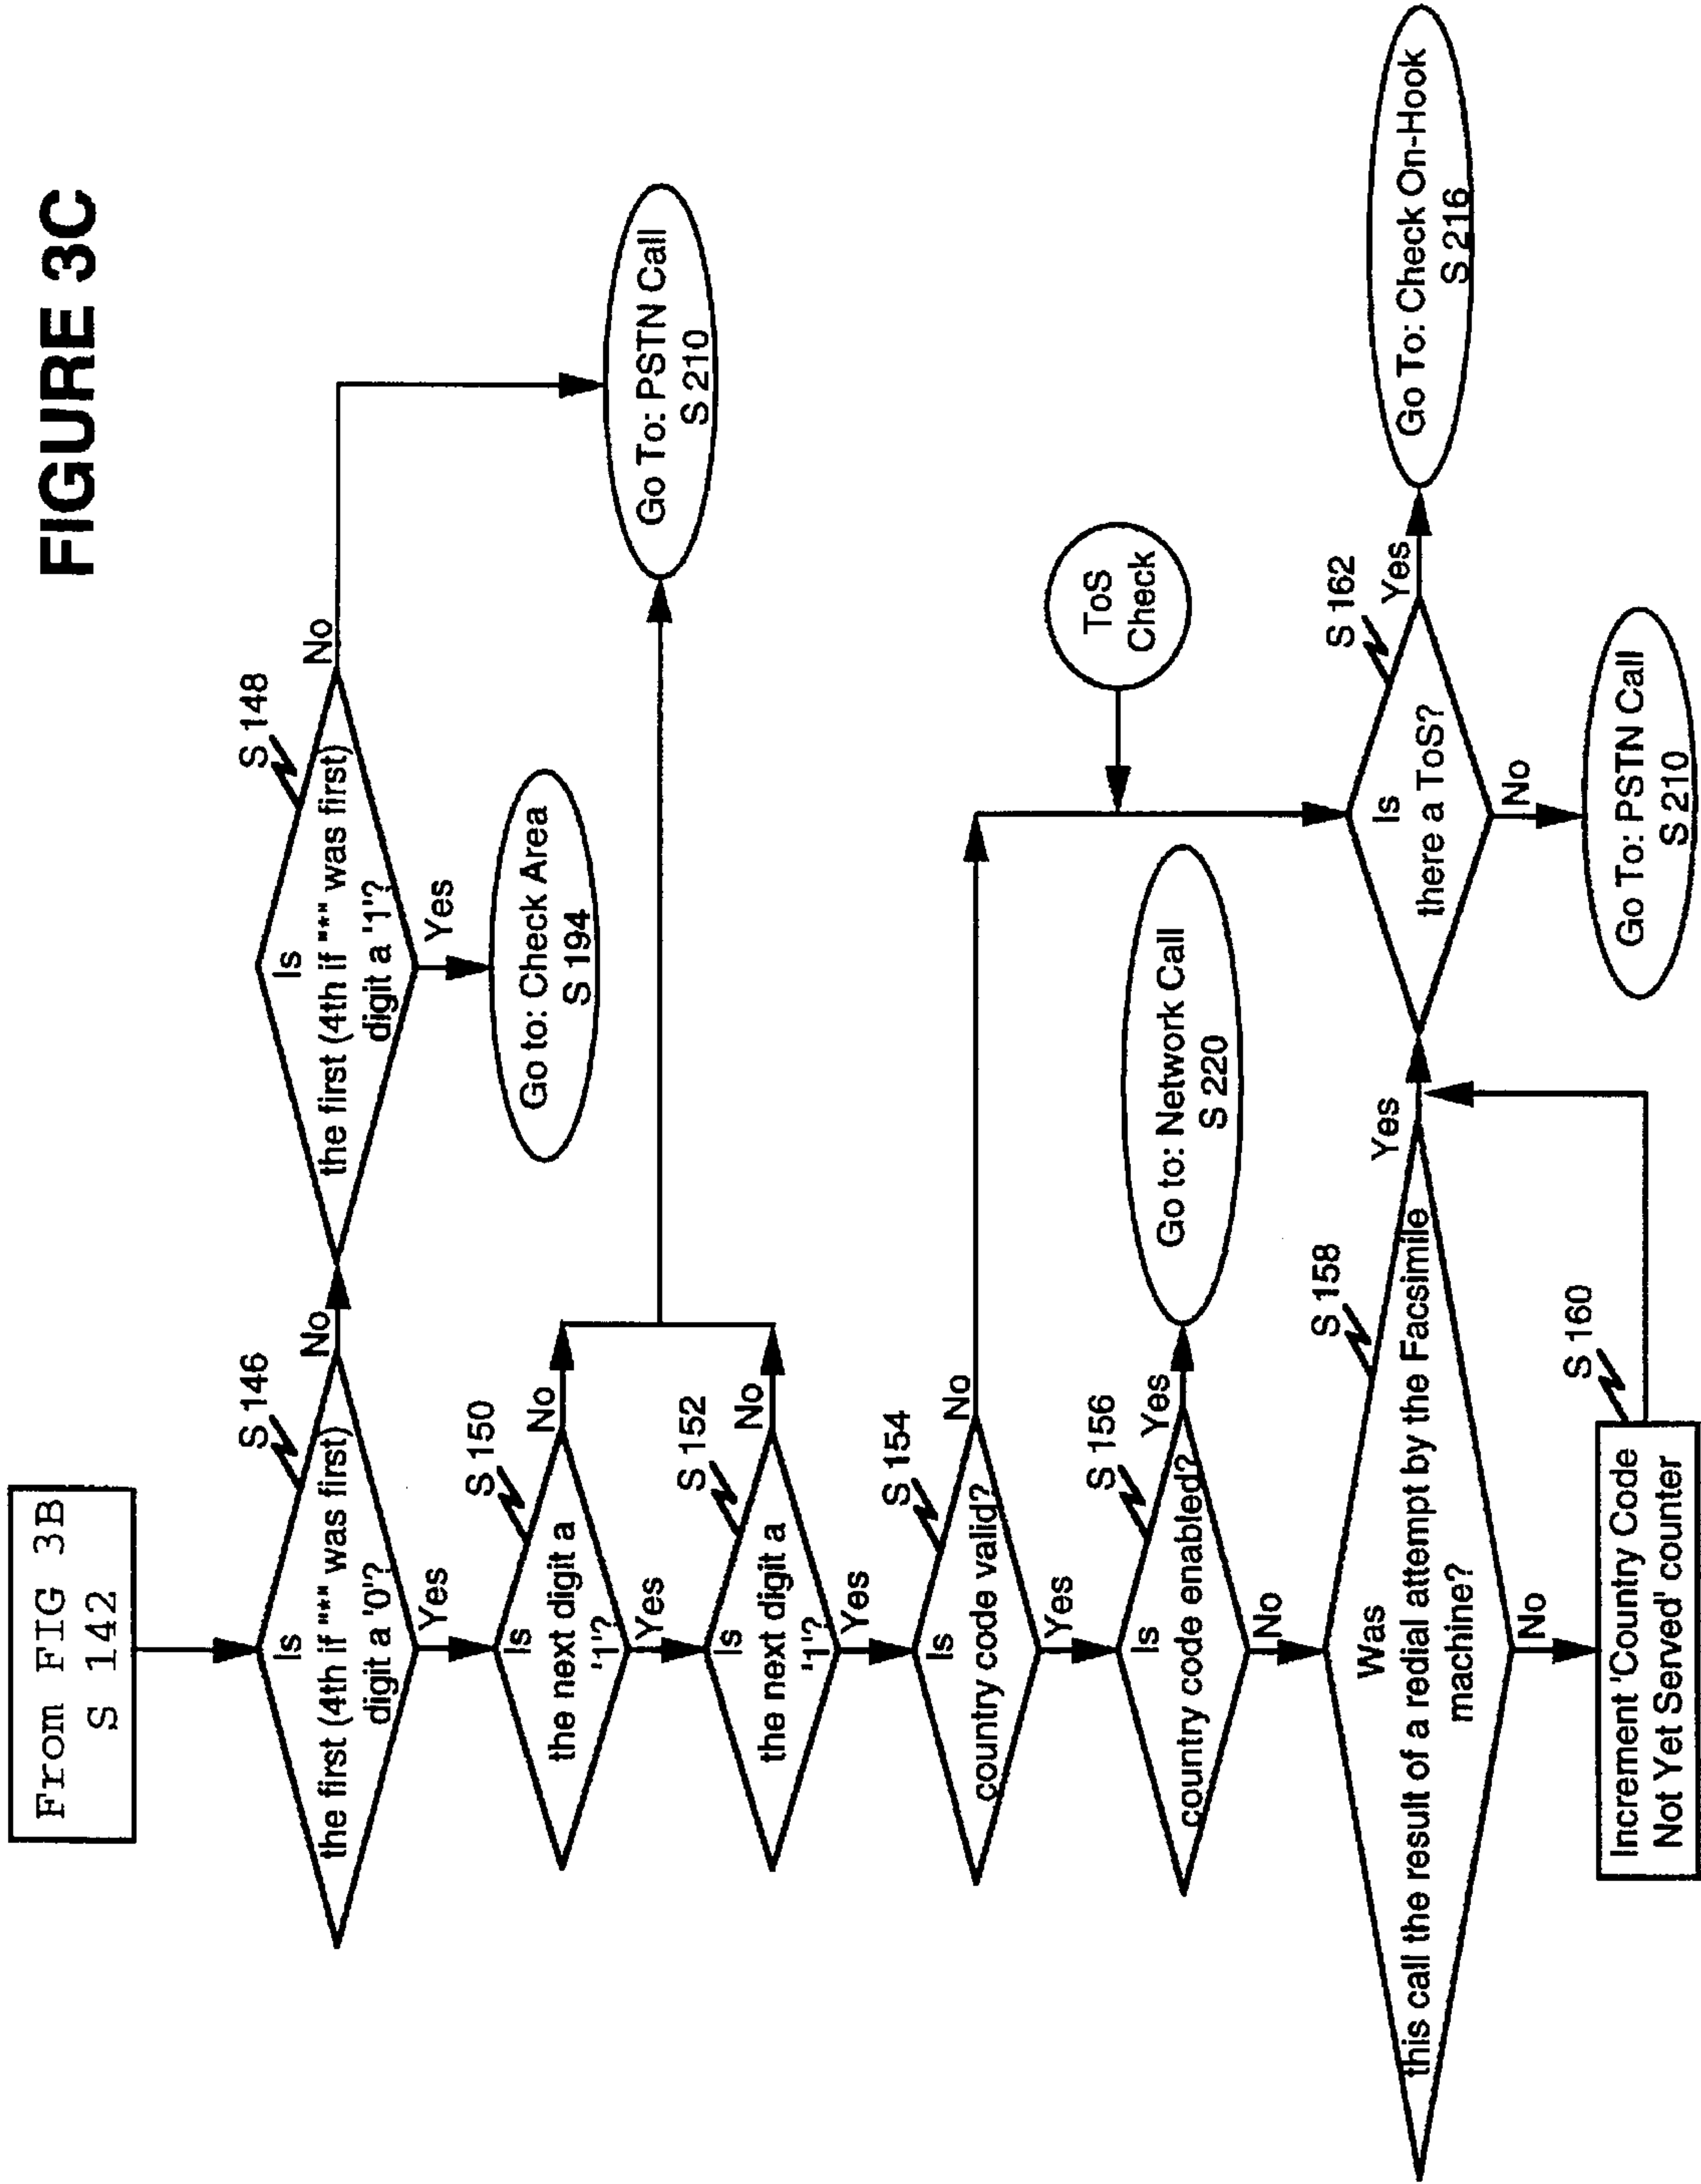 FIGURE 3C
From FIG 3B
S 142
S 146
Is
the first (4th if "*" was first)
digit a '0'?
No
Yes
S 148
Is
the first (4th if "*" was first)
digit a '1'?
No
Yes
Go to: Check Area
S 194
Go To: PSTN Call
S 210
S 150
Is
the next digit a
'1'?
No
Yes
S 152
Is
the next digit a
'1'?
No
Yes
S 154
Is
country code valid?
No
Yes
S 156
Is
country code enabled?
Yes
No
Go to: Network Call
S 220
ToS
Check
S 158
Was
this call the result of a redial attempt by the Facsimile
machine?
Yes
No
S 160
Increment 'Country Code
Not Yet Served' counter
S 162
Is
there a ToS?
Yes
No
Go To: Check On-Hook
S 216
Go To: PSTN Call
S 210